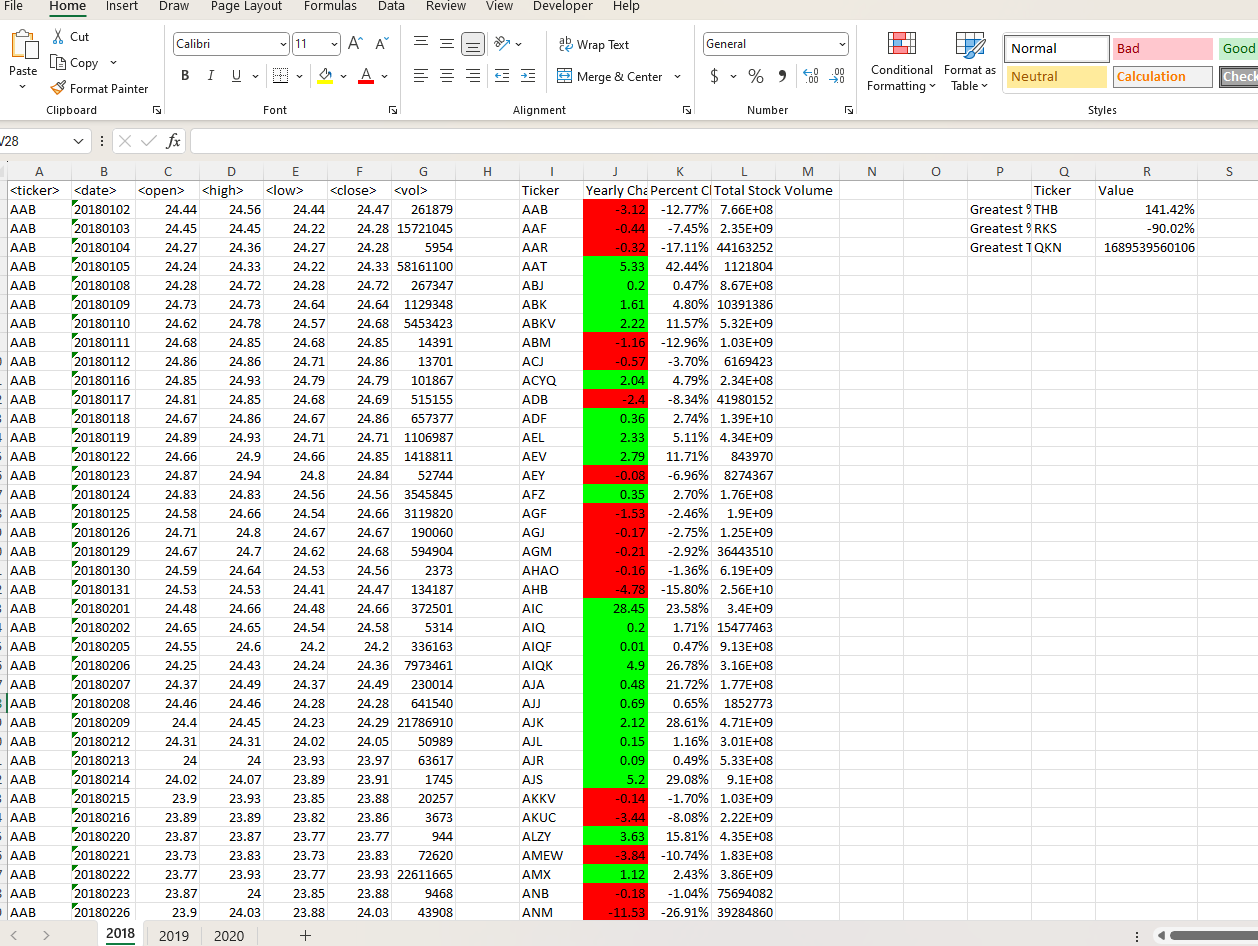 File Home Insert Draw Page Layout Formulas Data Review View Developer Help
Paste Cut Copy Format Painter
Calibri 11 A A B I U A
ab Wrap Text Merge & Center
General $ % 9 .00 .00
Conditional Formatting Format as Table
Normal Bad Good
Neutral Calculation Check
Clipboard Font Alignment Number Styles
V28 fx
A B C D E F G H I J K L M N O P Q R S
<ticker> <date> <open> <high> <low> <close> <vol> Ticker Yearly Cha Percent Cl Total Stock Volume Ticker Value
AAB 20180102 24.44 24.56 24.44 24.47 261879 AAB -3.12 -12.77% 7.66E+08 Greatest % THB 141.42%
AAB 20180103 24.45 24.45 24.22 24.28 15721045 AAF -0.44 -7.45% 2.35E+09 Greatest % RKS -90.02%
AAB 20180104 24.27 24.36 24.27 24.28 5954 AAR -0.32 -17.11% 44163252 Greatest T QKN 1689539560106
AAB 20180105 24.24 24.33 24.22 24.33 58161100 AAT 5.33 42.44% 1121804
AAB 20180108 24.28 24.72 24.28 24.72 267347 ABJ 0.2 0.47% 8.67E+08
AAB 20180109 24.73 24.73 24.64 24.64 1129348 ABK 1.61 4.80% 10391386
AAB 20180110 24.62 24.78 24.57 24.68 5453423 ABKV 2.22 11.57% 5.32E+09
AAB 20180111 24.68 24.85 24.68 24.85 14391 ABM -1.16 -12.96% 1.03E+09
AAB 20180112 24.86 24.86 24.71 24.86 13701 ACJ -0.57 -3.70% 6169423
AAB 20180116 24.85 24.93 24.79 24.79 101867 ACYQ 2.04 4.79% 2.34E+08
AAB 20180117 24.81 24.85 24.68 24.69 515155 ADB -2.4 -8.34% 41980152
AAB 20180118 24.67 24.86 24.67 24.86 657377 ADF 0.36 2.74% 1.39E+10
AAB 20180119 24.89 24.93 24.71 24.71 1106987 AEL 2.33 5.11% 4.34E+09
AAB 20180122 24.66 24.9 24.66 24.85 1418811 AEV 2.79 11.71% 843970
AAB 20180123 24.87 24.94 24.8 24.84 52744 AEY -0.08 -6.96% 8274367
AAB 20180124 24.83 24.83 24.56 24.56 3545845 AFZ 0.35 2.70% 1.76E+08
AAB 20180125 24.58 24.66 24.54 24.66 3119820 AGF -1.53 -2.46% 1.9E+09
AAB 20180126 24.71 24.8 24.67 24.67 190060 AGJ -0.17 -2.75% 1.25E+09
AAB 20180129 24.67 24.7 24.62 24.68 594904 AGM -0.21 -2.92% 36443510
AAB 20180130 24.59 24.64 24.53 24.56 2373 AHAO -0.16 -1.36% 6.19E+09
AAB 20180131 24.53 24.53 24.41 24.47 134187 AHB -4.78 -15.80% 2.56E+10
AAB 20180201 24.48 24.66 24.48 24.66 372501 AIC 28.45 23.58% 3.4E+09
AAB 20180202 24.65 24.65 24.54 24.58 5314 AIQ 0.2 1.71% 15477463
AAB 20180205 24.55 24.6 24.2 24.2 336163 AIQF 0.01 0.47% 9.13E+08
AAB 20180206 24.25 24.43 24.24 24.36 7973461 AIQK 4.9 26.78% 3.16E+08
AAB 20180207 24.37 24.49 24.37 24.49 230014 AJA 0.48 21.72% 1.77E+08
AAB 20180208 24.46 24.46 24.28 24.28 641540 AJJ 0.69 0.65% 1852773
AAB 20180209 24.4 24.45 24.23 24.29 21786910 AJK 2.12 28.61% 4.71E+09
AAB 20180212 24.31 24.31 24.02 24.05 50989 AJL 0.15 1.16% 3.01E+08
AAB 20180213 24 24 23.93 23.97 63617 AJR 0.09 0.49% 5.33E+08
AAB 20180214 24.02 24.07 23.89 23.91 1745 AJS 5.2 29.08% 9.1E+08
AAB 20180215 23.9 23.93 23.85 23.88 20257 AKKV -0.14 -1.70% 1.03E+09
AAB 20180216 23.89 23.89 23.82 23.86 3673 AKUC -3.44 -8.08% 2.22E+09
AAB 20180220 23.87 23.87 23.77 23.77 944 ALZY 3.63 15.81% 4.35E+08
AAB 20180221 23.73 23.83 23.73 23.83 72620 AMEW -3.84 -10.74% 1.83E+08
AAB 20180222 23.77 23.93 23.77 23.93 22611665 AMX 1.12 2.43% 3.86E+09
AAB 20180223 23.87 24 23.85 23.88 9468 ANB -0.18 -1.04% 75694082
AAB 20180226 23.9 24.03 23.88 24.03 43908 ANM -11.53 -26.91% 39284860
2018 2019 2020